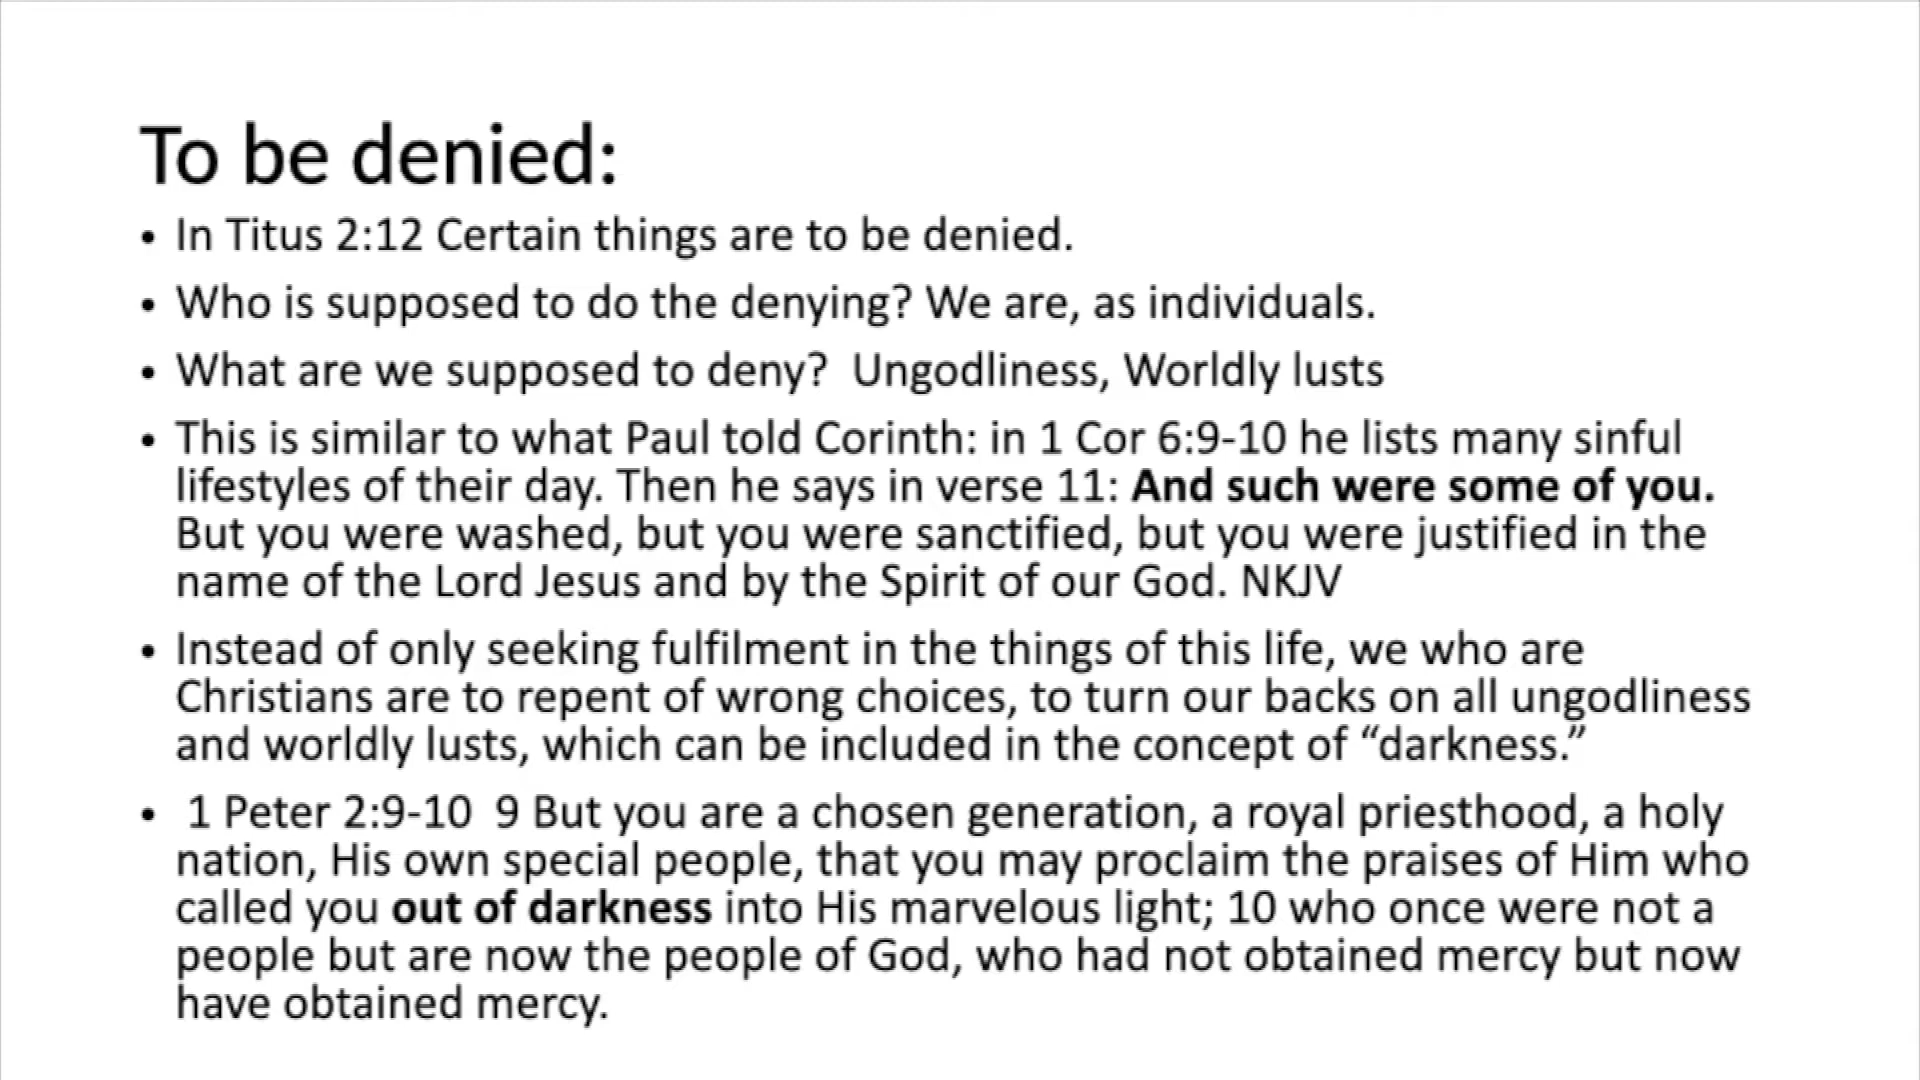 To be denied:
• In Titus 2:12 Certain things are to be denied.
• Who is supposed to do the denying? We are, as individuals.
• What are we supposed to deny?  Ungodliness, Worldly lusts
• This is similar to what Paul told Corinth: in 1 Cor 6:9-10 he lists many sinful
lifestyles of their day. Then he says in verse 11: And such were some of you.
But you were washed, but you were sanctified, but you were justified in the
name of the Lord Jesus and by the Spirit of our God. NKJV
• Instead of only seeking fulfilment in the things of this life, we who are
Christians are to repent of wrong choices, to turn our backs on all ungodliness
and worldly lusts, which can be included in the concept of “darkness.”
•  1 Peter 2:9-10  9 But you are a chosen generation, a royal priesthood, a holy
nation, His own special people, that you may proclaim the praises of Him who
called you out of darkness into His marvelous light; 10 who once were not a
people but are now the people of God, who had not obtained mercy but now
have obtained mercy.